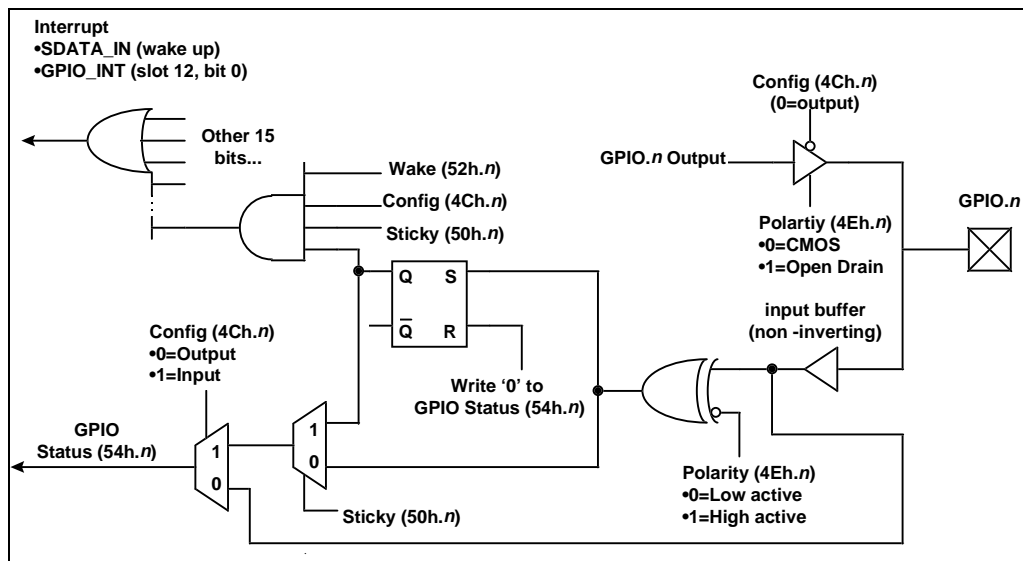 Interrupt
•SDATA_IN (wake up)
•GPIO_INT (slot 12, bit 0)
Other 15
bits...
Wake (52h.n)
Config (4Ch.n)
Sticky (50h.n)
Config (4Ch.n)
(0=output)
GPIO.n Output
Polartiy (4Eh.n)
•0=CMOS
•1=Open Drain
GPIO.n
input buffer
(non -inverting)
Q S
Q R
Write ‘0’ to
GPIO Status (54h.n)
Config (4Ch.n)
•0=Output
•1=Input
GPIO
Status (54h.n)
1
0
1
0
Sticky (50h.n)
Polarity (4Eh.n)
•0=Low active
•1=High active